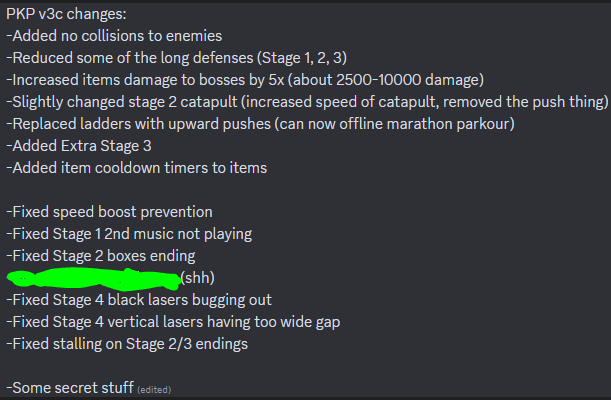 PKP v3c changes:
-Added no collisions to enemies
-Reduced some of the long defenses (Stage 1, 2, 3)
-Increased items damage to bosses by 5x (about 2500-10000 damage)
-Slightly changed stage 2 catapult (increased speed of catapult, removed the push thing)
-Replaced ladders with upward pushes (can now offline marathon parkour)
-Added Extra Stage 3
-Added item cooldown timers to items
-Fixed speed boost prevention
-Fixed Stage 1 2nd music not playing
-Fixed Stage 2 boxes ending
(shh)
-Fixed Stage 4 black lasers bugging out
-Fixed Stage 4 vertical lasers having too wide gap
-Fixed stalling on Stage 2/3 endings
-Some secret stuff (edited)